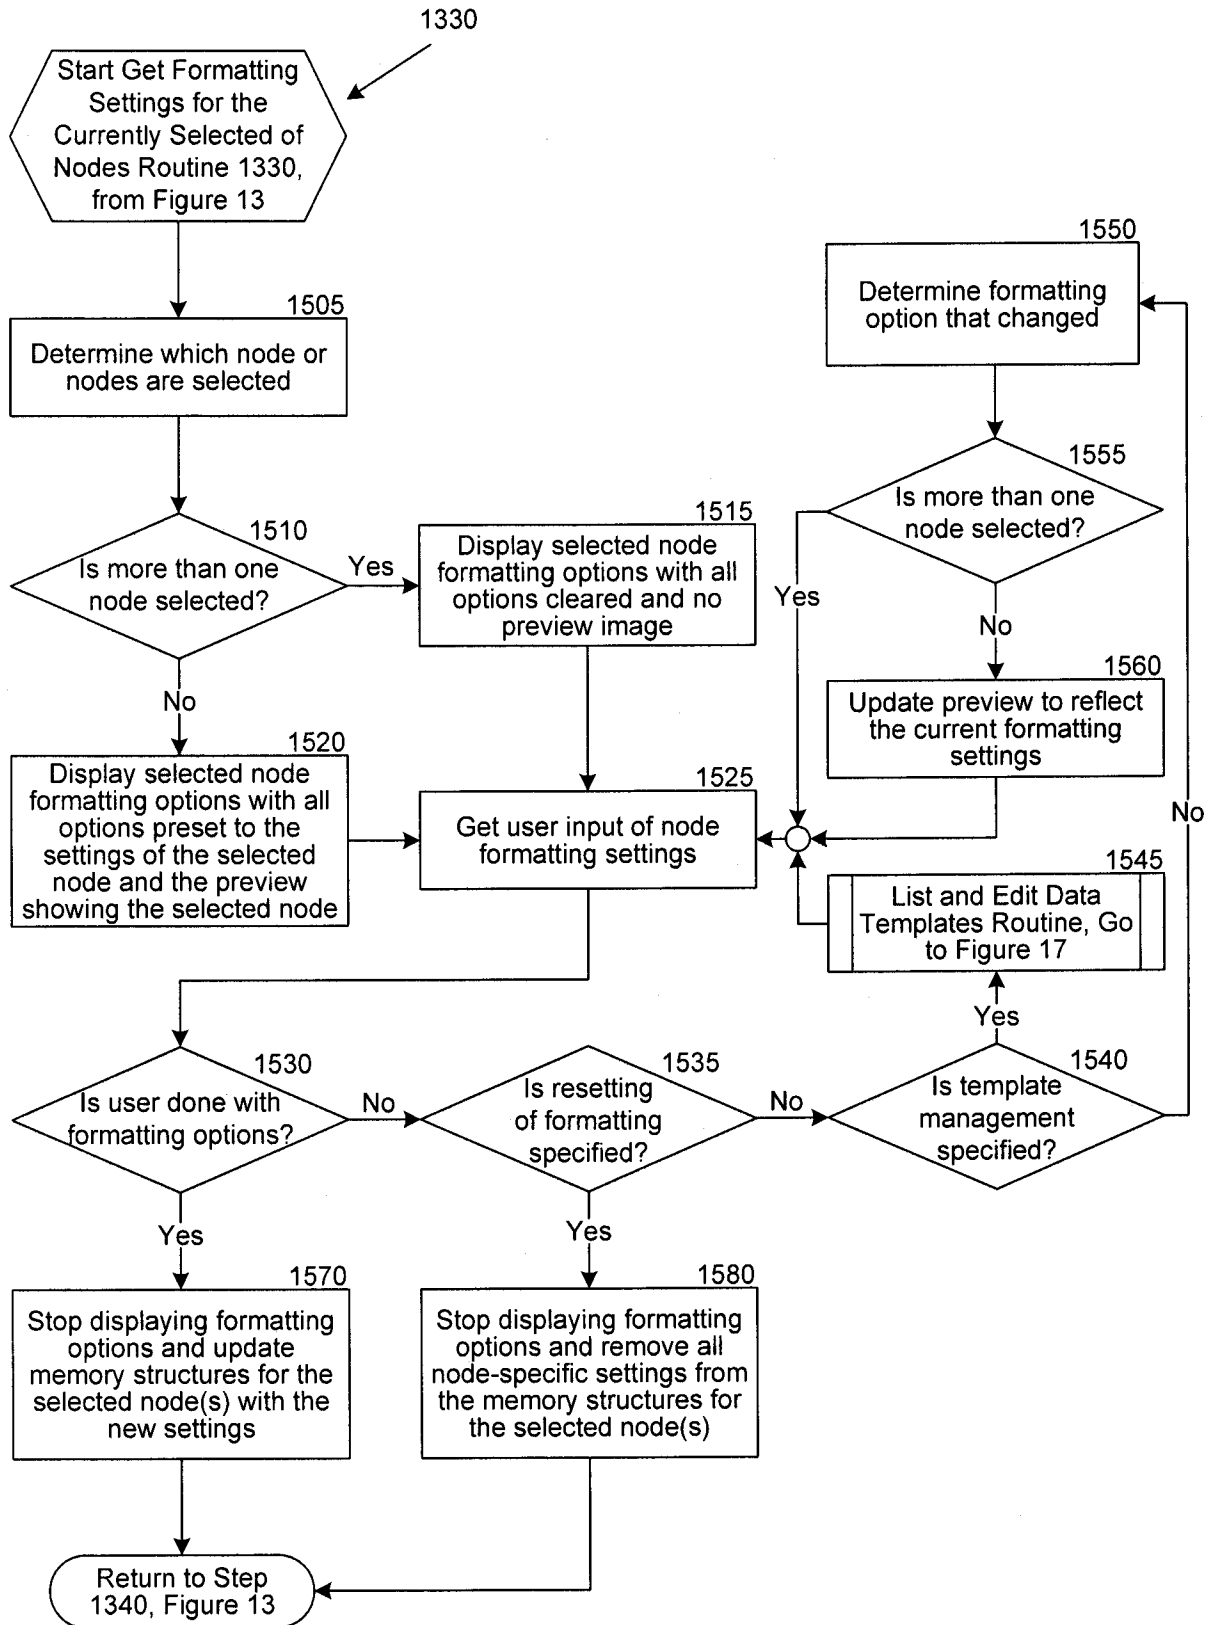 1330
Start Get Formatting
Settings for the
Currently Selected of
Nodes Routine 1330,
from Figure 13
1505
Determine which node or
nodes are selected
1510
Is more than one
node selected?
Yes
No
1515
Display selected node
formatting options with all
options cleared and no
preview image
1520
Display selected node
formatting options with all
options preset to the
settings of the selected
node and the preview
showing the selected node
1525
Get user input of node
formatting settings
1550
Determine formatting
option that changed
1555
Is more than one
node selected?
Yes
No
1560
Update preview to reflect
the current formatting
settings
No
1545
List and Edit Data
Templates Routine, Go
to Figure 17
Yes
1530
Is user done with
formatting options?
No
1535
Is resetting
of formatting
specified?
No
1540
Is template
management
specified?
Yes
Yes
1570
Stop displaying formatting
options and update
memory structures for the
selected node(s) with the
new settings
1580
Stop displaying formatting
options and remove all
node-specific settings from
the memory structures for
the selected node(s)
Return to Step
1340, Figure 13